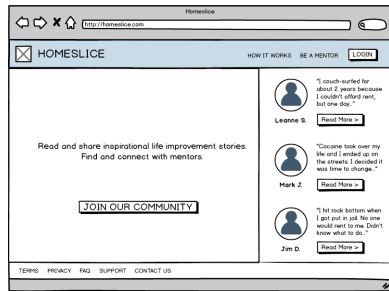 Homeslice
http://homeslice.com
HOMESLICE
HOW IT WORKS BE A MENTOR LOGIN
Read and share inspirational life improvement stories.
Find and connect with mentors.
JOIN OUR COMMUNITY
"I couch-surfed for
about 2 years because
I couldn't afford rent,
but one day.."
Leanne S.
Read More >
"Cocaine took over my
life and I ended up on
the streets. I decided it
was time to change.."
Mark J.
Read More >
"I hit rock bottom when
I got put in jail. No one
would rent to me. Didn't
know what to do.."
Jim D.
Read More >
TERMS PRIVACY FAQ SUPPORT CONTACT US